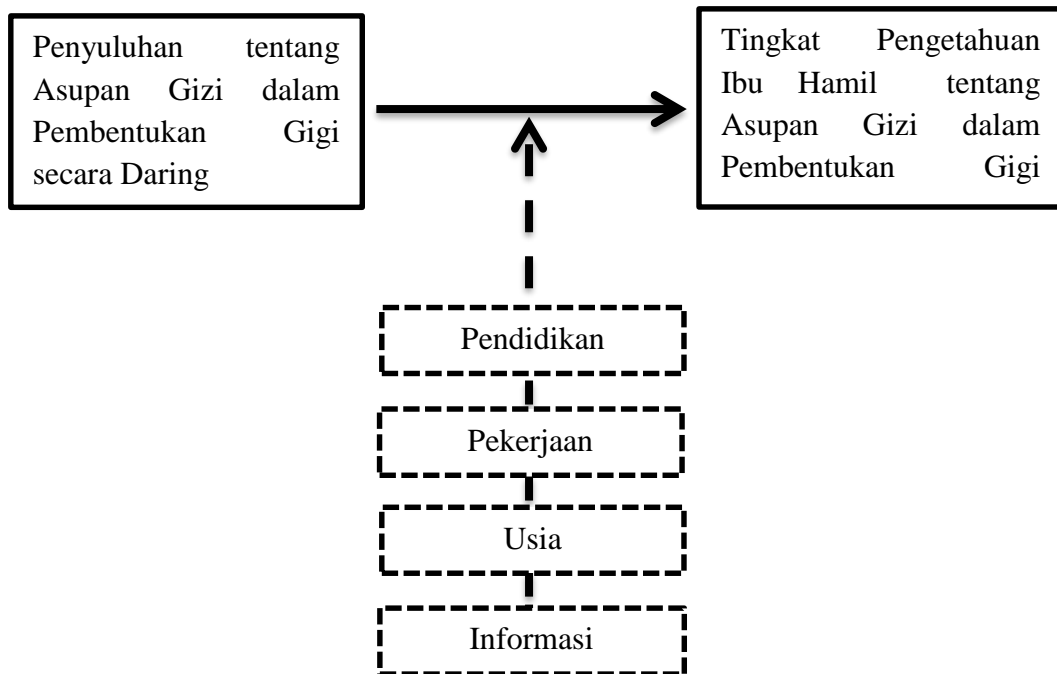 Penyuluhan tentang
Asupan Gizi dalam
Pembentukan Gigi
secara Daring
Tingkat Pengetahuan
Ibu Hamil tentang
Asupan Gizi dalam
Pembentukan Gigi
Pendidikan
Pekerjaan
Usia
Informasi